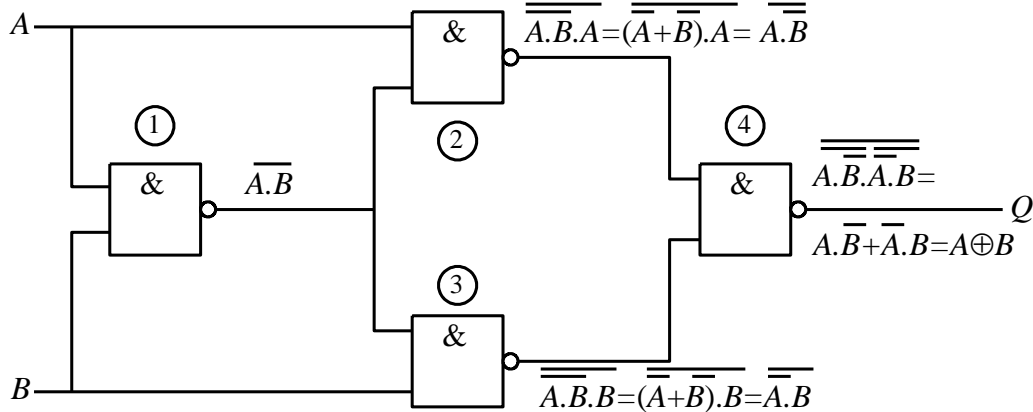 A
&
A.B.A=(A+B).A= A.B
1
2
4
&
A.B
&
A.B.A.B=
Q
A.B+A.B=A⊕B
3
&
B
A.B.B=(A+B).B=A.B